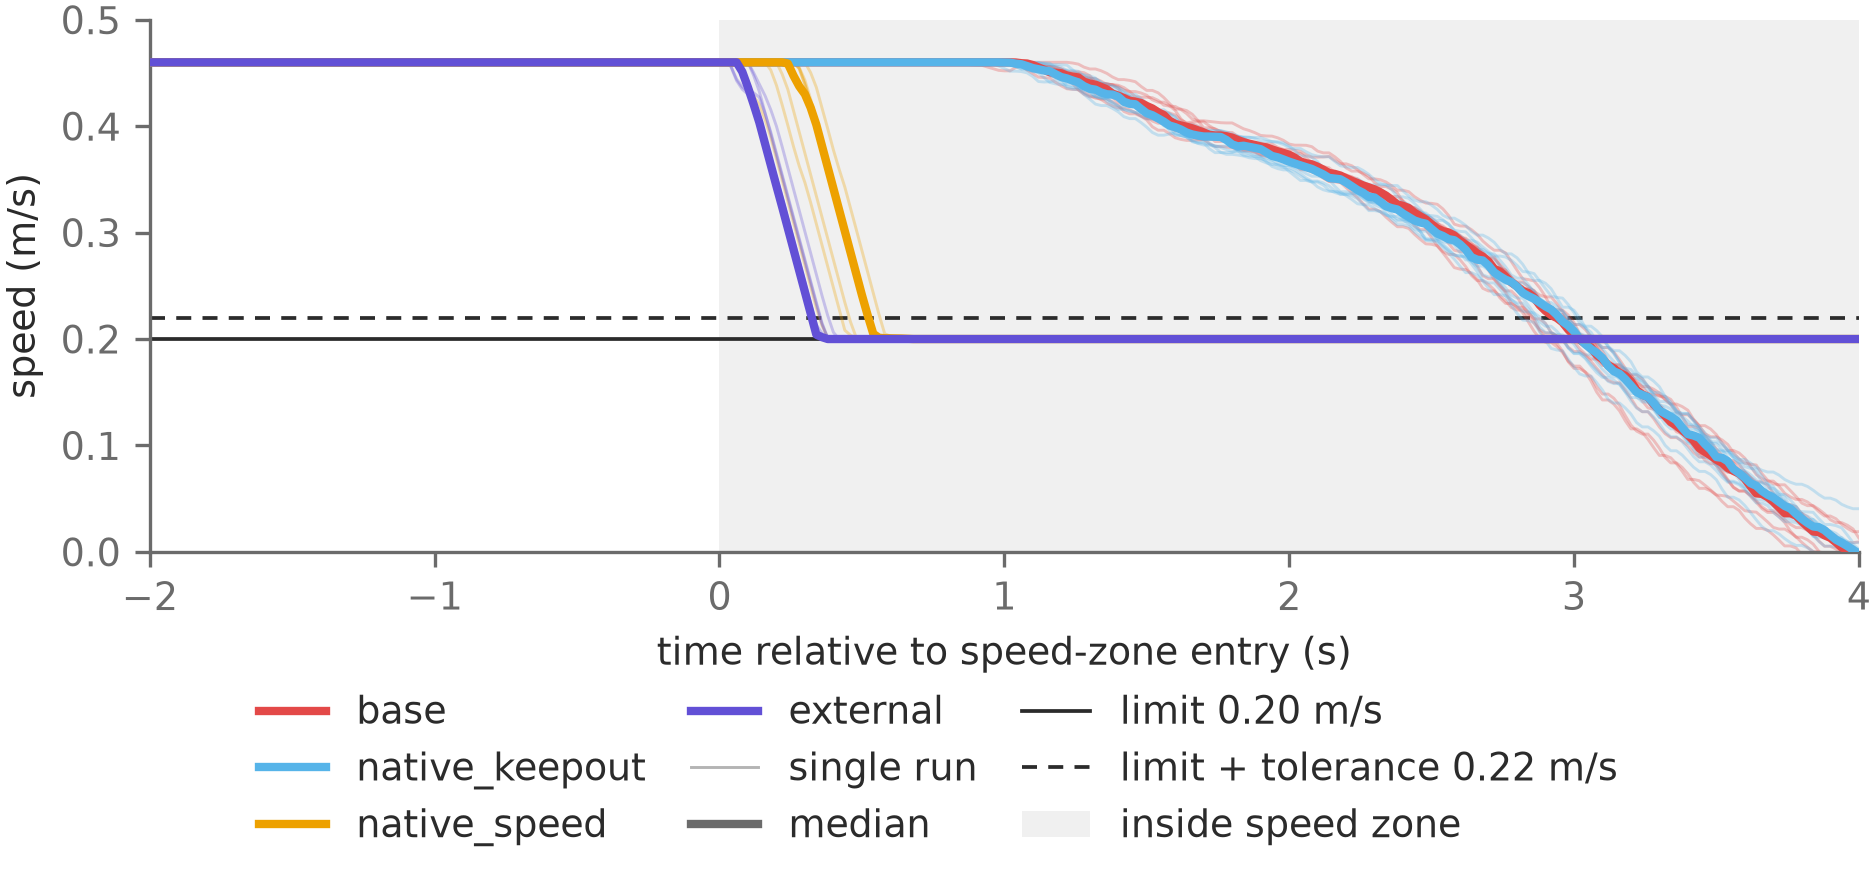 0.5
0.4
0.3
0.2
0.1
0.0
speed (m/s)
−2 −1 0 1 2 3 4
time relative to speed-zone entry (s)
base external limit 0.20 m/s
native_keepout single run limit + tolerance 0.22 m/s
native_speed median inside speed zone